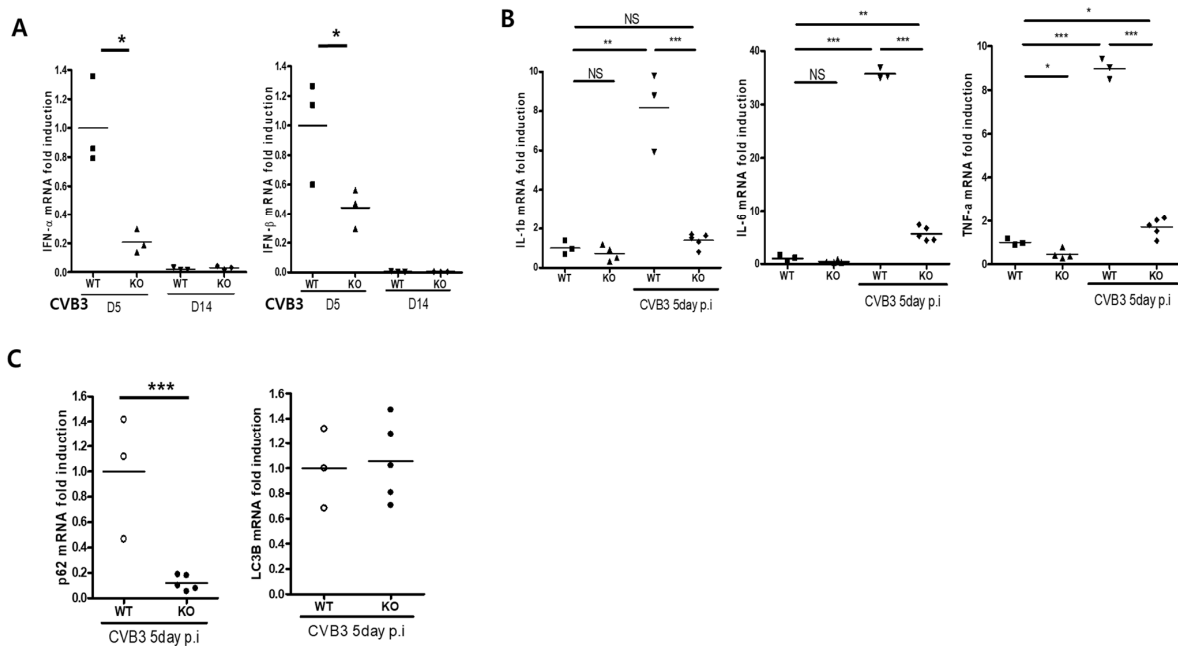 A
*
IFN-α mRNA fold induction
1.4
1.2
1.0
0.8
0.6
0.4
0.2
0.0
WT KO WT KO
CVB3 D5 D14
*
IFN-β mRNA fold induction
1.4
1.2
1.0
0.8
0.6
0.4
0.2
0.0
WT KO WT KO
CVB3 D5 D14
B
NS
** ***
NS
IL-1b mRNA fold induction
10
8
6
4
2
0
WT KO WT KO
CVB3 5day p.i
**
*** ***
NS
IL-6 mRNA fold induction
40
30
20
10
0
WT KO WT KO
CVB3 5day p.i
*
*** ***
*
TNF-a mRNA fold induction
10
8
6
4
2
0
WT KO WT KO
CVB3 5day p.i
C
***
p62 mRNA fold induction
1.6
1.4
1.2
1.0
0.8
0.6
0.4
0.2
0.0
WT KO
CVB3 5day p.i
LC3B mRNA fold induction
1.6
1.4
1.2
1.0
0.8
0.6
0.4
0.2
0.0
WT KO
CVB3 5day p.i